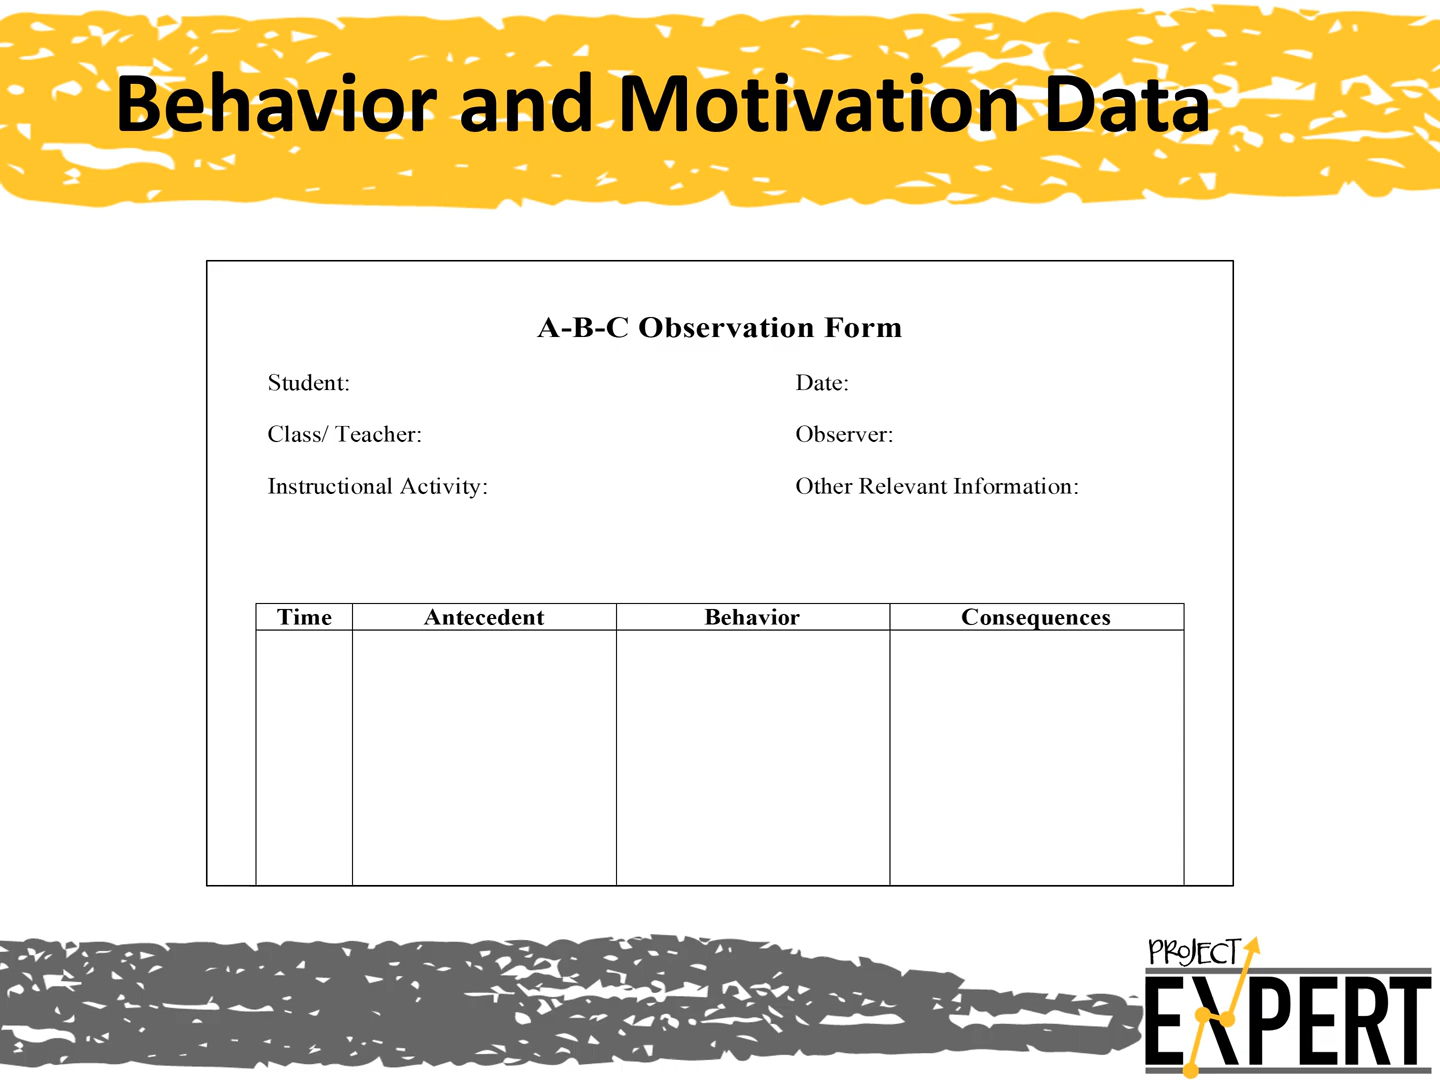 Behavior and Motivation Data
A-B-C Observation Form
Student: Date:
Class/ Teacher: Observer:
Instructional Activity: Other Relevant Information:
Time Antecedent Behavior Consequences
PROJECT
EXPERT